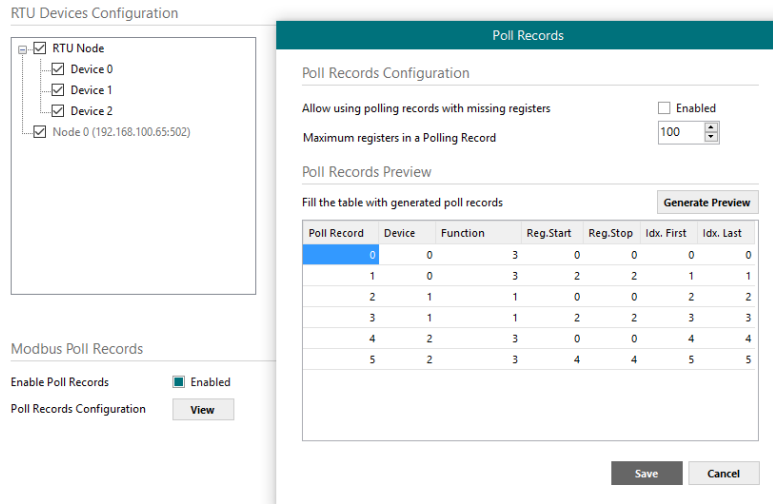 RTU Devices Configuration
RTU Node
Device 0
Device 1
Device 2
Node 0 (192.168.100.65:502)
Modbus Poll Records
Enable Poll Records Enabled
Poll Records Configuration View
Poll Records
Poll Records Configuration
Allow using polling records with missing registers Enabled
Maximum registers in a Polling Record 100
Poll Records Preview
Fill the table with generated poll records Generate Preview
Poll Record Device Function Reg.Start Reg.Stop Idx. First Idx. Last
0 0 3 0 0 0 0
1 0 3 2 2 1 1
2 1 1 0 0 2 2
3 1 1 2 2 3 3
4 2 3 0 0 4 4
5 2 3 4 4 5 5
Save Cancel